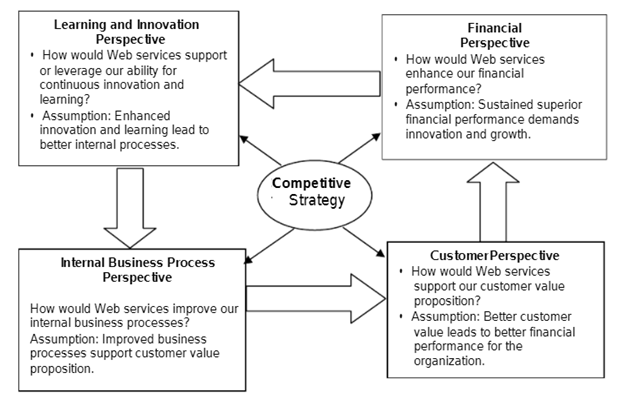 Learning and Innovation
Perspective
• How would Web services support
or leverage our ability for
continuous innovation and
learning?
• Assumption: Enhanced
innovation and learning lead to
better internal processes.
Financial
Perspective
• How would Web services
enhance our financial
performance?
• Assumption: Sustained superior
financial performance demands
innovation and growth.
Competitive
Strategy
Internal Business Process
Perspective
How would Web services improve our
internal business processes?
Assumption: Improved business
processes support customer value
proposition.
CustomerPerspective
• How would Web services
support our customer value
proposition?
• Assumption: Better customer
value leads to better financial
performance for the
organization.